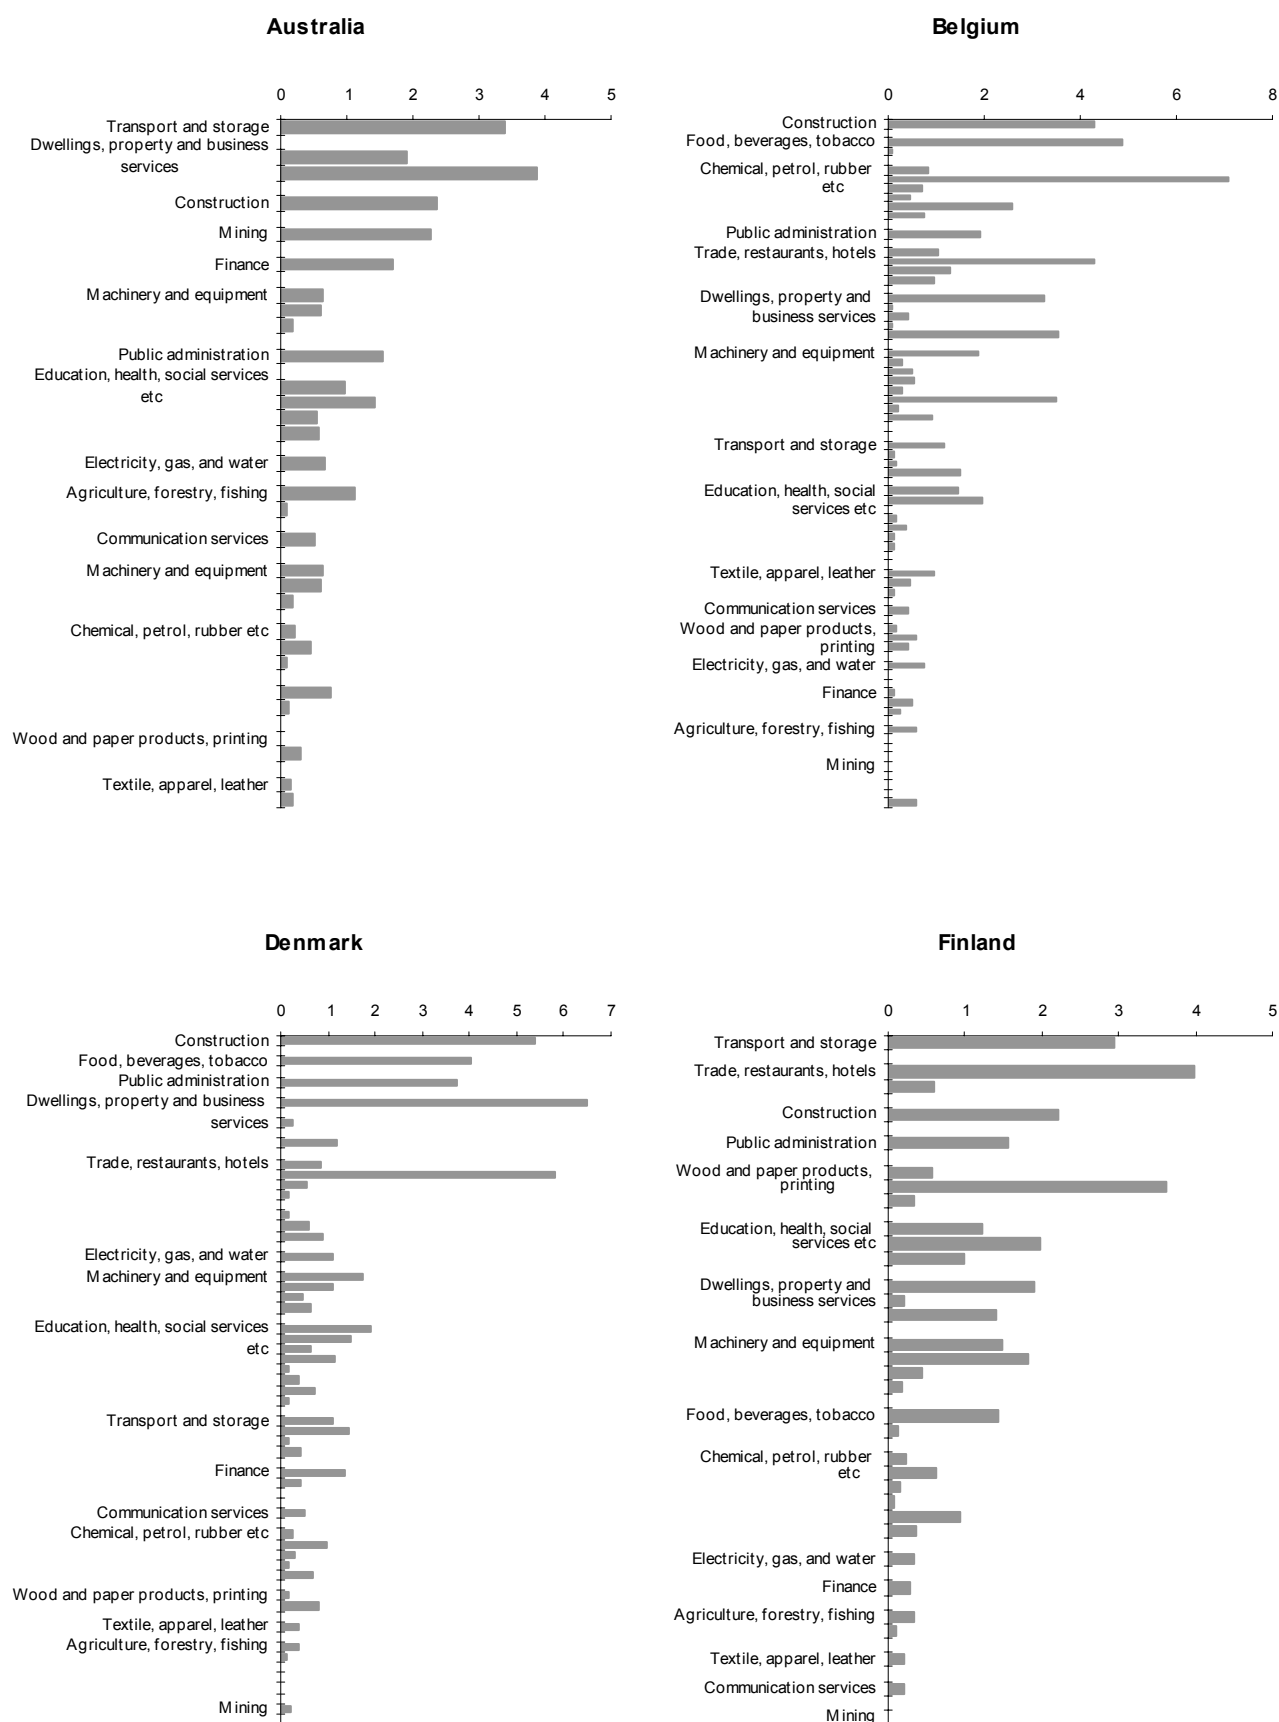 Australia
0 1 2 3 4 5
Transport and storage
Dwellings, property and business
services
Construction
Mining
Finance
Machinery and equipment
Public administration
Education, health, social services
etc
Electricity, gas, and water
Agriculture, forestry, fishing
Communication services
Machinery and equipment
Chemical, petrol, rubber etc
Wood and paper products, printing
Textile, apparel, leather
Belgium
0 2 4 6 8
Construction
Food, beverages, tobacco
Chemical, petrol, rubber
etc
Public administration
Trade, restaurants, hotels
Dwellings, property and
business services
Machinery and equipment
Transport and storage
Education, health, social
services etc
Textile, apparel, leather
Communication services
Wood and paper products,
printing
Electricity, gas, and water
Finance
Agriculture, forestry, fishing
Mining
Denmark
0 1 2 3 4 5 6 7
Construction
Food, beverages, tobacco
Public administration
Dwellings, property and business
services
Trade, restaurants, hotels
Electricity, gas, and water
Machinery and equipment
Education, health, social services
etc
Transport and storage
Finance
Communication services
Chemical, petrol, rubber etc
Wood and paper products, printing
Textile, apparel, leather
Agriculture, forestry, fishing
Mining
Finland
0 1 2 3 4 5
Transport and storage
Trade, restaurants, hotels
Construction
Public administration
Wood and paper products,
printing
Education, health, social
services etc
Dwellings, property and
business services
Machinery and equipment
Food, beverages, tobacco
Chemical, petrol, rubber
etc
Electricity, gas, and water
Finance
Agriculture, forestry, fishing
Textile, apparel, leather
Communication services
Mining